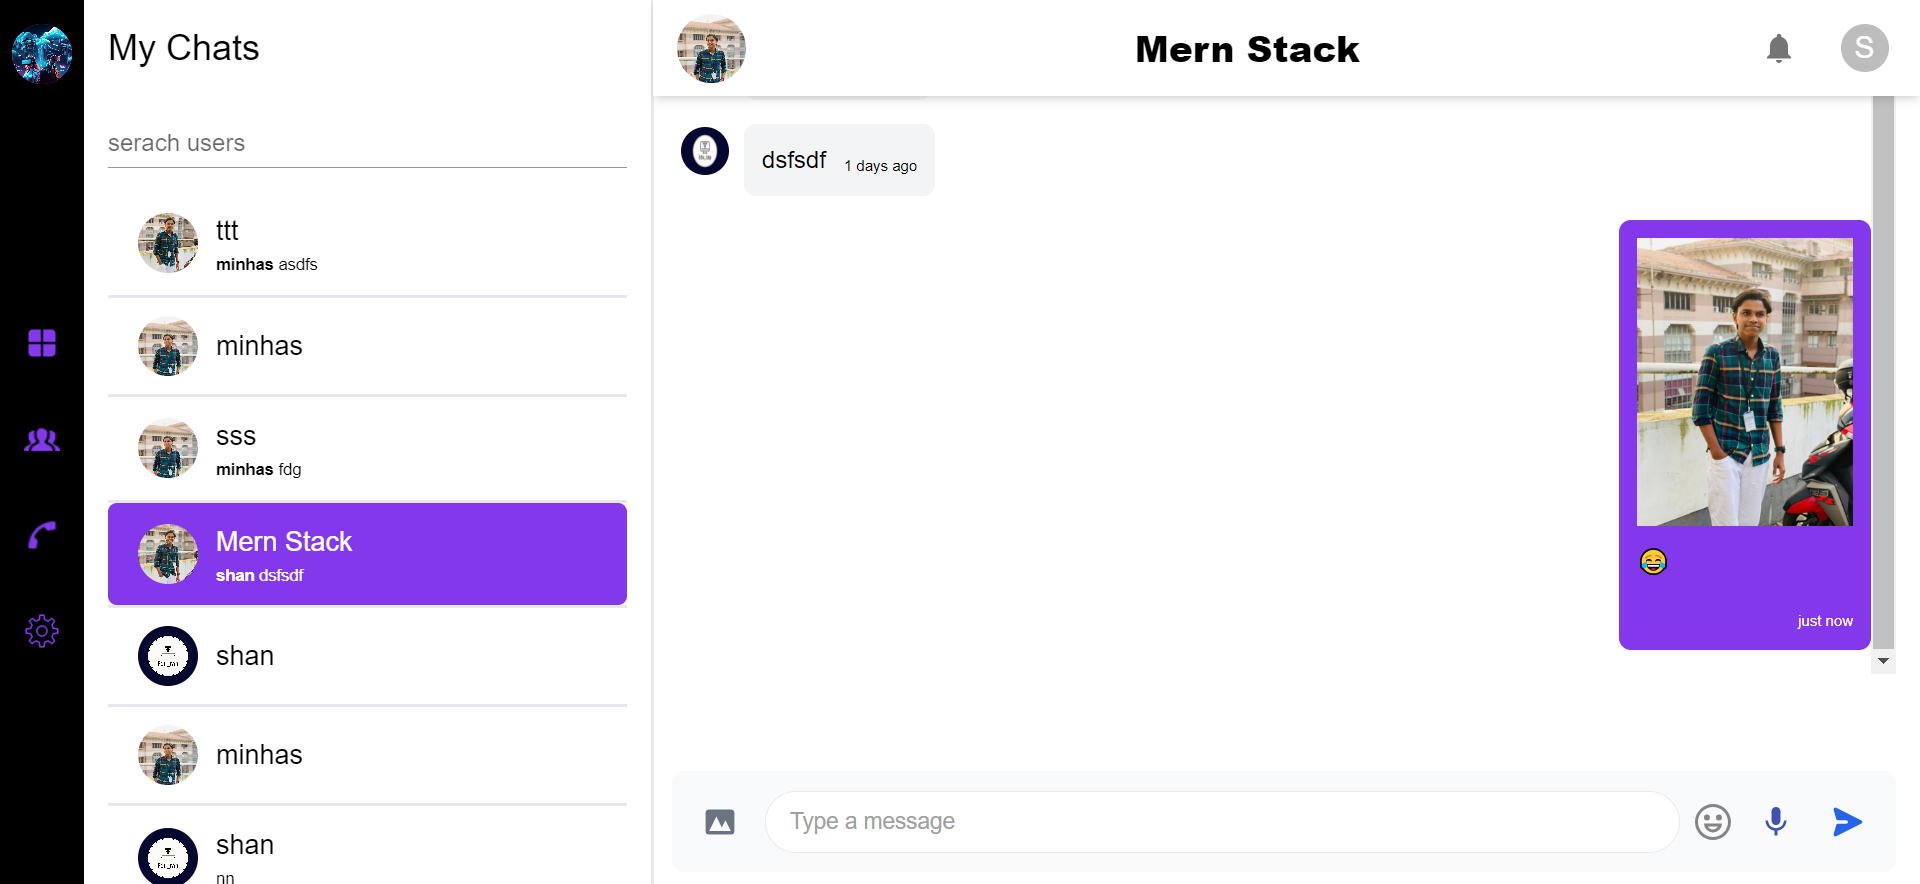 My Chats
serach users
ttt
minhas asdfs
minhas
sss
minhas fdg
Mern Stack
shan dsfsdf
shan
minhas
shan
nn
Mern Stack
S
dsfsdf 1 days ago
😂
just now
Type a message